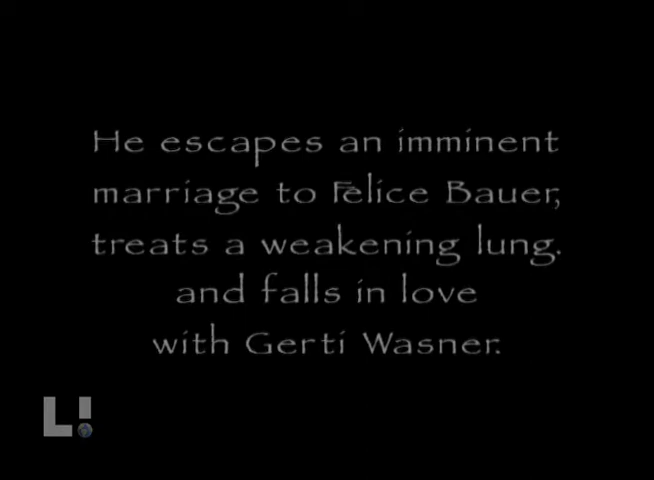 He escapes an imminent
marriage to Felice Bauer,
treats a weakening lung.
and falls in love
with Gerti Wasner.
L!